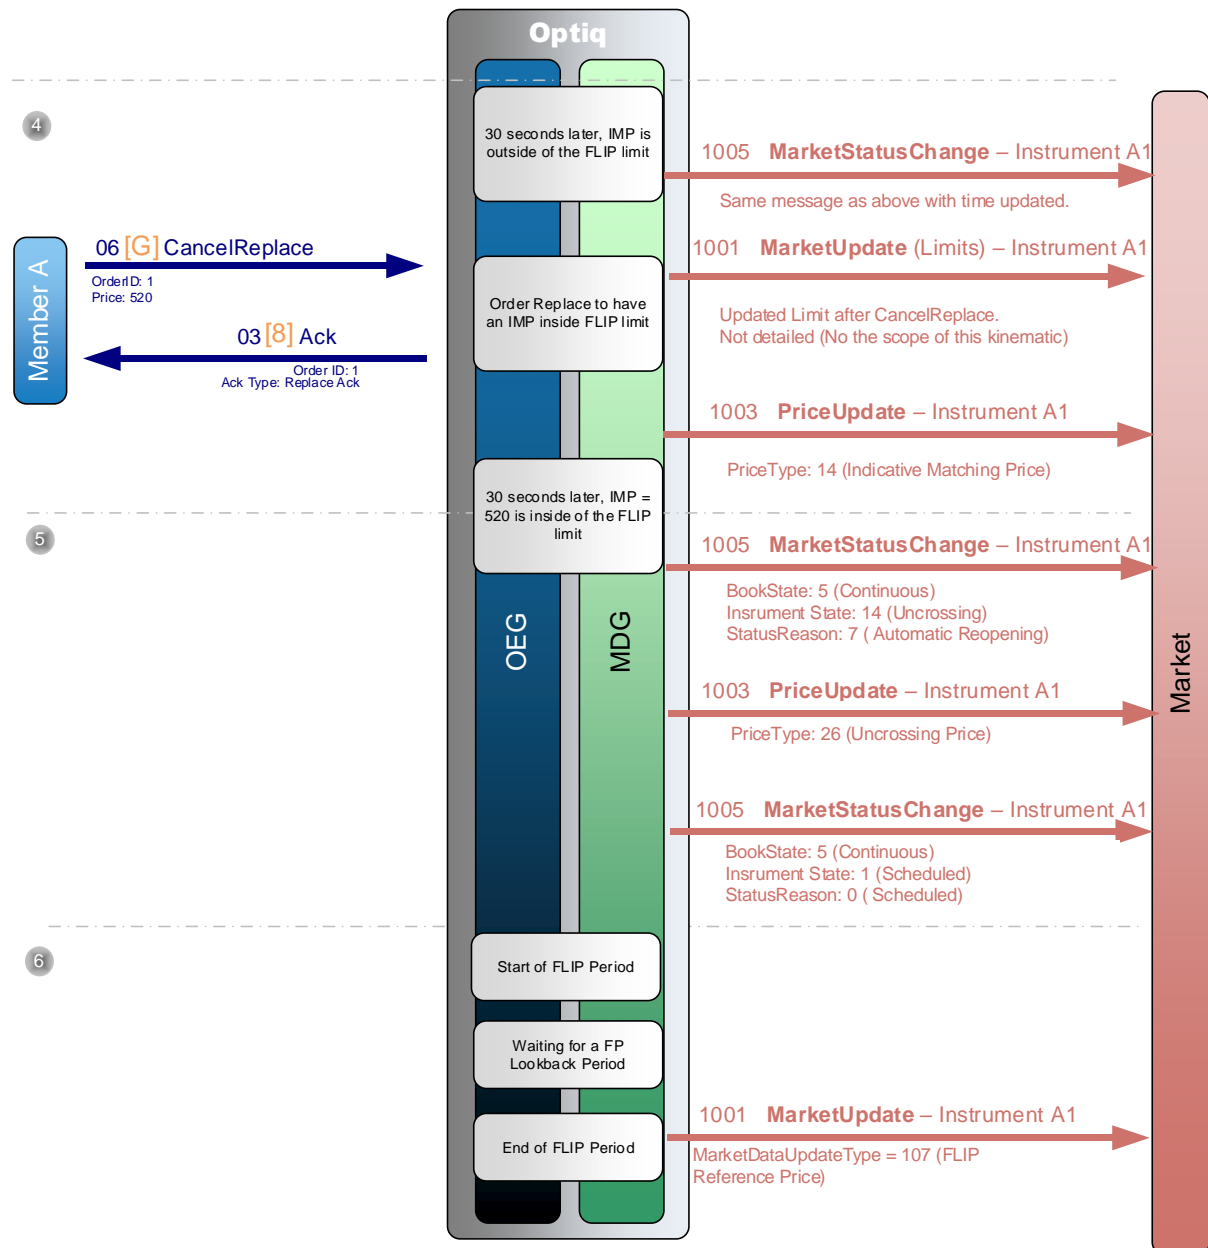 Optiq
4
30 seconds later, IMP is
outside of the FLIP limit
1005 MarketStatusChange – Instrument A1
Same message as above with time updated.
Member A
06 [G] CancelReplace
OrderID: 1
Price: 520
03 [8] Ack
Order ID: 1
Ack Type: Replace Ack
Order Replace to have
an IMP inside FLIP limit
1001 MarketUpdate (Limits) – Instrument A1
Updated Limit after CancelReplace.
Not detailed (No the scope of this kinematic)
1003 PriceUpdate – Instrument A1
PriceType: 14 (Indicative Matching Price)
30 seconds later, IMP =
520 is inside of the FLIP
limit
5
1005 MarketStatusChange – Instrument A1
BookState: 5 (Continuous)
Insrument State: 14 (Uncrossing)
StatusReason: 7 ( Automatic Reopening)
OEG
MDG
Market
1003 PriceUpdate – Instrument A1
PriceType: 26 (Uncrossing Price)
1005 MarketStatusChange – Instrument A1
BookState: 5 (Continuous)
Insrument State: 1 (Scheduled)
StatusReason: 0 ( Scheduled)
6
Start of FLIP Period
Waiting for a FP
Lookback Period
End of FLIP Period
1001 MarketUpdate – Instrument A1
MarketDataUpdateType = 107 (FLIP
Reference Price)